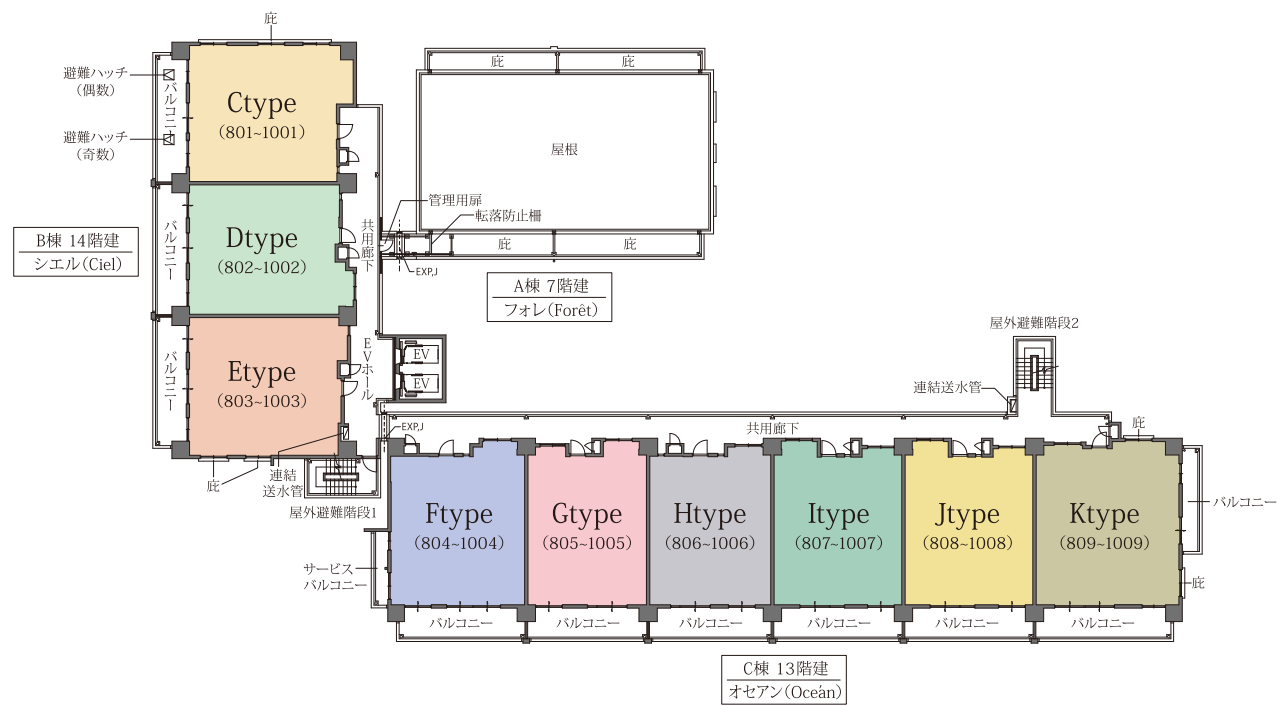 庇
避難ハッチ
（偶数）
バルコニー
避難ハッチ
（奇数）
Ctype
（801~1001）
庇
庇
屋根
管理用扉
転落防止柵
庇
庇
EXP,J
A棟 7階建
フォレ（Forêt）
B棟 14階建
シエル（Ciel）
バルコニー
Dtype
（802~1002）
共用廊下
バルコニー
Etype
（803~1003）
EVホール
EV
EV
庇
連結
送水管
屋外避難階段1
EXP,J
屋外避難階段2
連結送水管
共用廊下
庇
Ftype
（804~1004）
Gtype
（805~1005）
Htype
（806~1006）
Itype
（807~1007）
Jtype
（808~1008）
Ktype
（809~1009）
バルコニー
サービス
バルコニー
庇
バルコニー
バルコニー
バルコニー
バルコニー
バルコニー
バルコニー
C棟 13階建
オセアン（Oceán）